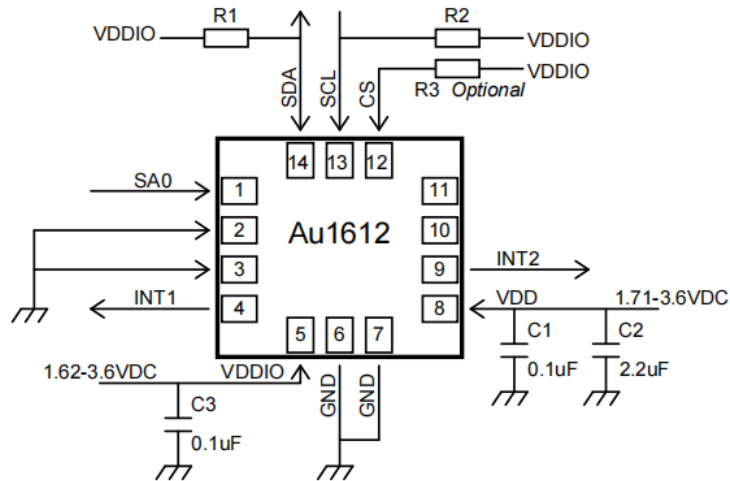 R1
R2
VDDIO
VDDIO
VDDIO
R3 Optional
SDA
SCL
CS
14
13
12
SA0
1
11
2
10
Au1612
3
9
INT2
INT1
4
8
VDD
1.71-3.6VDC
5
6
7
C1
0.1uF
C2
2.2uF
1.62-3.6VDC
VDDIO
GND
GND
C3
0.1uF